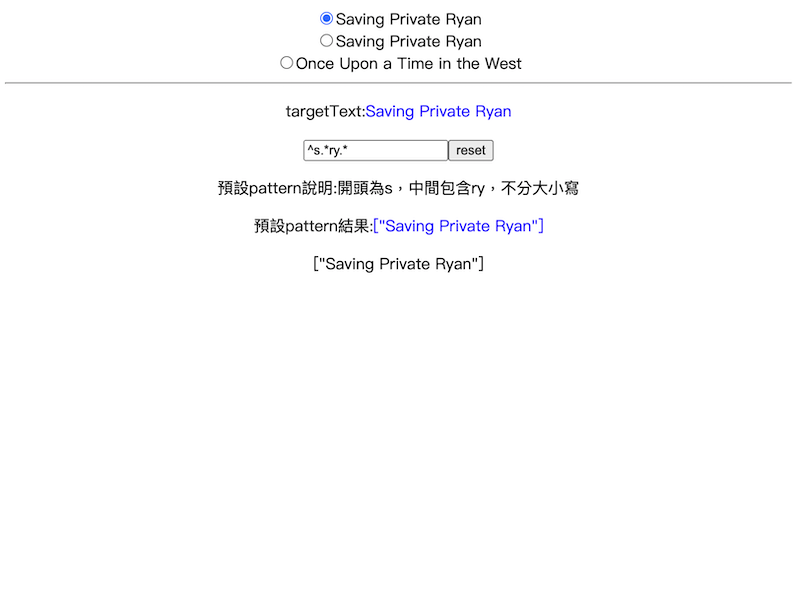 Saving Private Ryan
Saving Private Ryan
Once Upon a Time in the West
targetText:Saving Private Ryan
^s.*ry.* reset
預設pattern說明:開頭為s，中間包含ry，不分大小寫
預設pattern結果:["Saving Private Ryan"]
["Saving Private Ryan"]